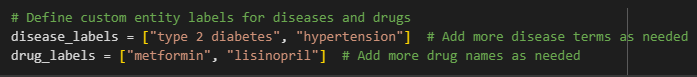 # Define custom entity labels for diseases and drugs
disease_labels = ["type 2 diabetes", "hypertension"]  # Add more disease terms as needed
drug_labels = ["metformin", "lisinopril"]  # Add more drug names as needed